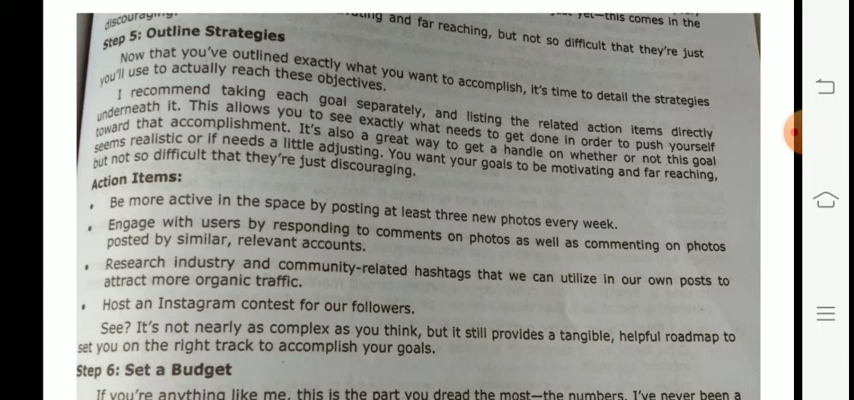 yet—this comes in the
and far reaching, but not so difficult that they're just
discouraging.
Step 5: Outline Strategies
Now that you've outlined exactly what you want to accomplish, it's time to detail the strategies
you'll use to actually reach these objectives.
I recommend taking each goal separately, and listing the related action items directly
underneath it. This allows you to see exactly what needs to get done in order to push yourself
toward that accomplishment. It's also a great way to get a handle on whether or not this goal
seems realistic or if needs a little adjusting. You want your goals to be motivating and far reaching,
but not so difficult that they're just discouraging.
Action Items:
• Be more active in the space by posting at least three new photos every week.
• Engage with users by responding to comments on photos as well as commenting on photos
posted by similar, relevant accounts.
• Research industry and community-related hashtags that we can utilize in our own posts to
attract more organic traffic.
• Host an Instagram contest for our followers.
See? It's not nearly as complex as you think, but it still provides a tangible, helpful roadmap to
set you on the right track to accomplish your goals.
Step 6: Set a Budget
If you're anything like me, this is the part you dread the most—the numbers. I've never been a